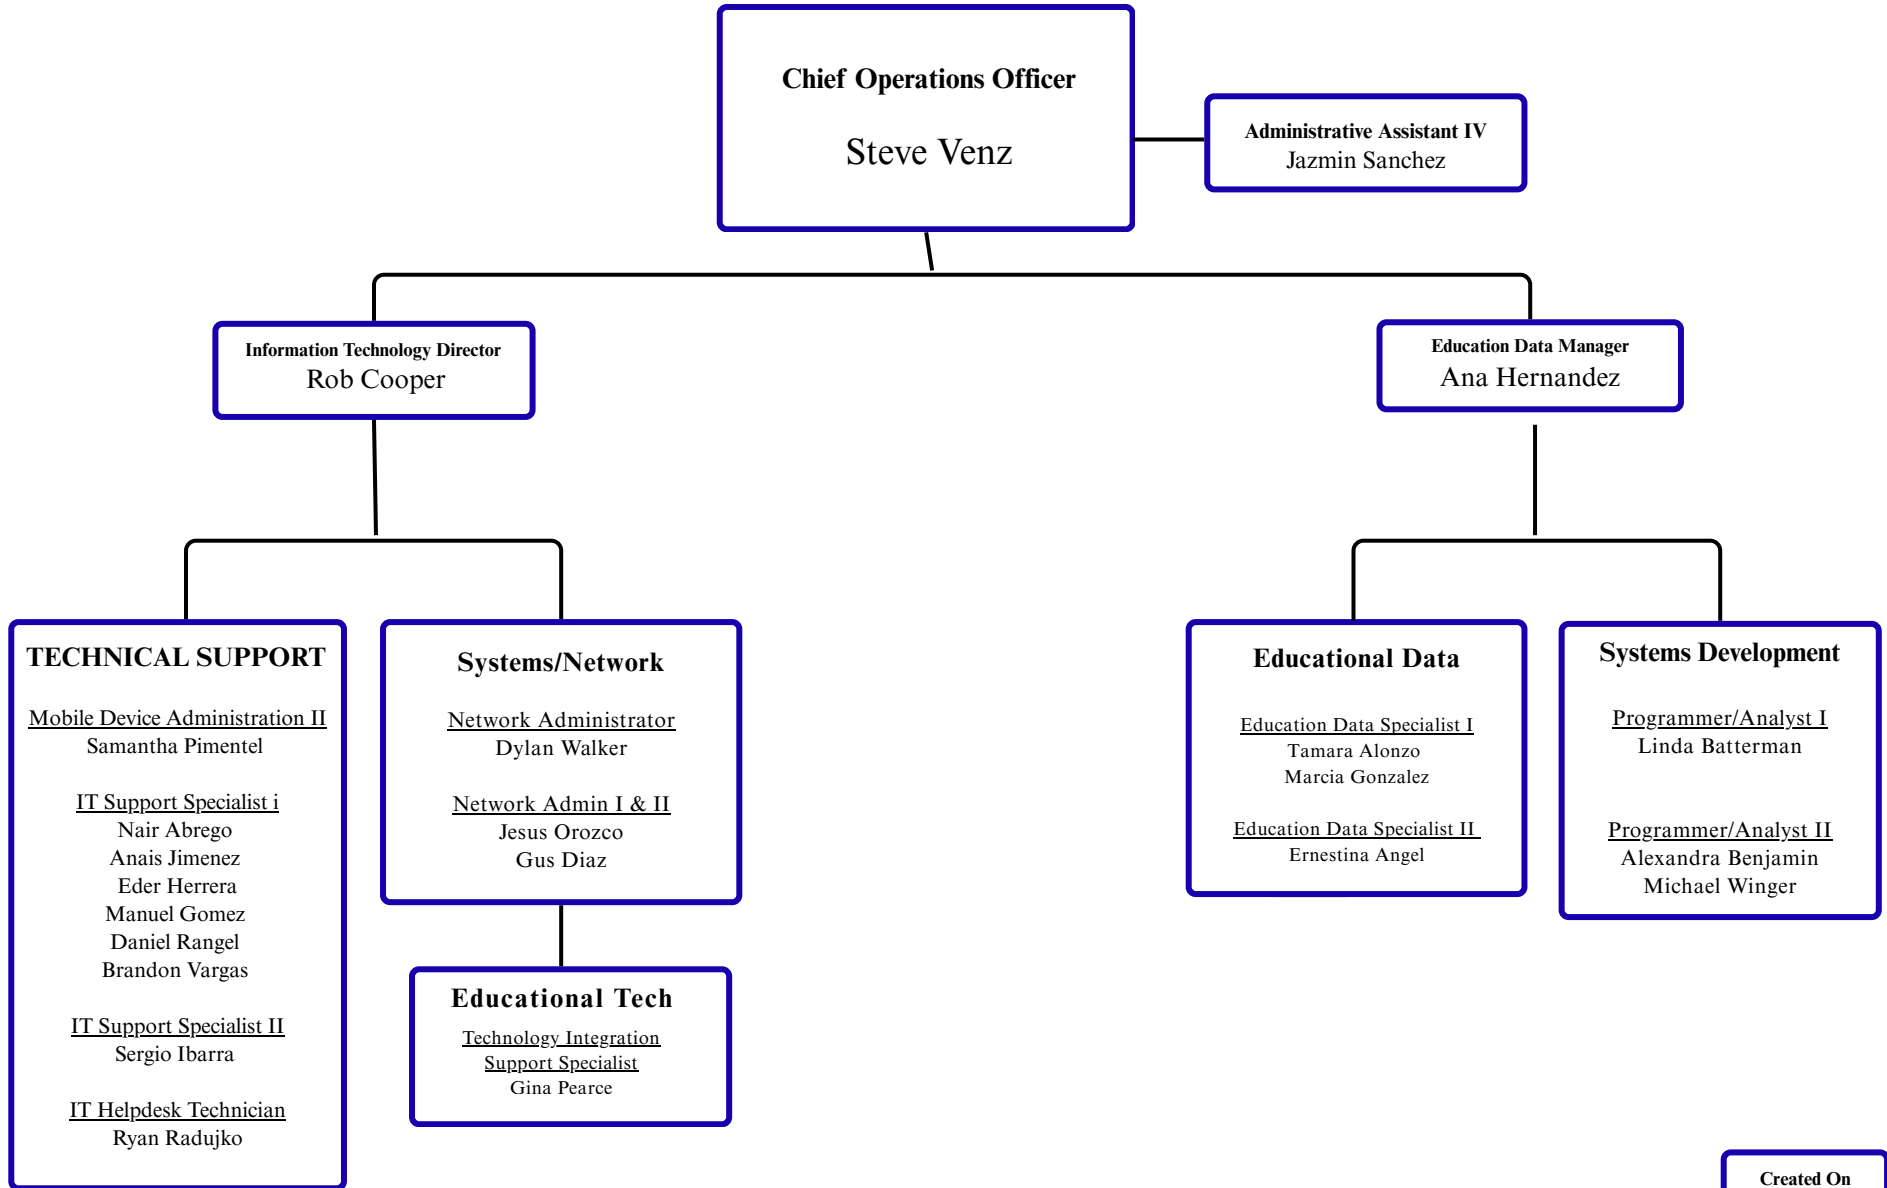 Chief Operations Officer
Steve Venz
Administrative Assistant IV
Jazmin Sanchez
Information Technology Director
Rob Cooper
Education Data Manager
Ana Hernandez
TECHNICAL SUPPORT
Mobile Device Administration II
Samantha Pimentel
IT Support Specialist i
Nair Abrego
Anais Jimenez
Eder Herrera
Manuel Gomez
Daniel Rangel
Brandon Vargas
IT Support Specialist II
Sergio Ibarra
IT Helpdesk Technician
Ryan Radujko
Systems/Network
Network Administrator
Dylan Walker
Network Admin I & II
Jesus Orozco
Gus Diaz
Educational Tech
Technology Integration
Support Specialist
Gina Pearce
Educational Data
Education Data Specialist I
Tamara Alonzo
Marcia Gonzalez
Education Data Specialist II
Ernestina Angel
Systems Development
Programmer/Analyst I
Linda Batterman
Programmer/Analyst II
Alexandra Benjamin
Michael Winger
Created On